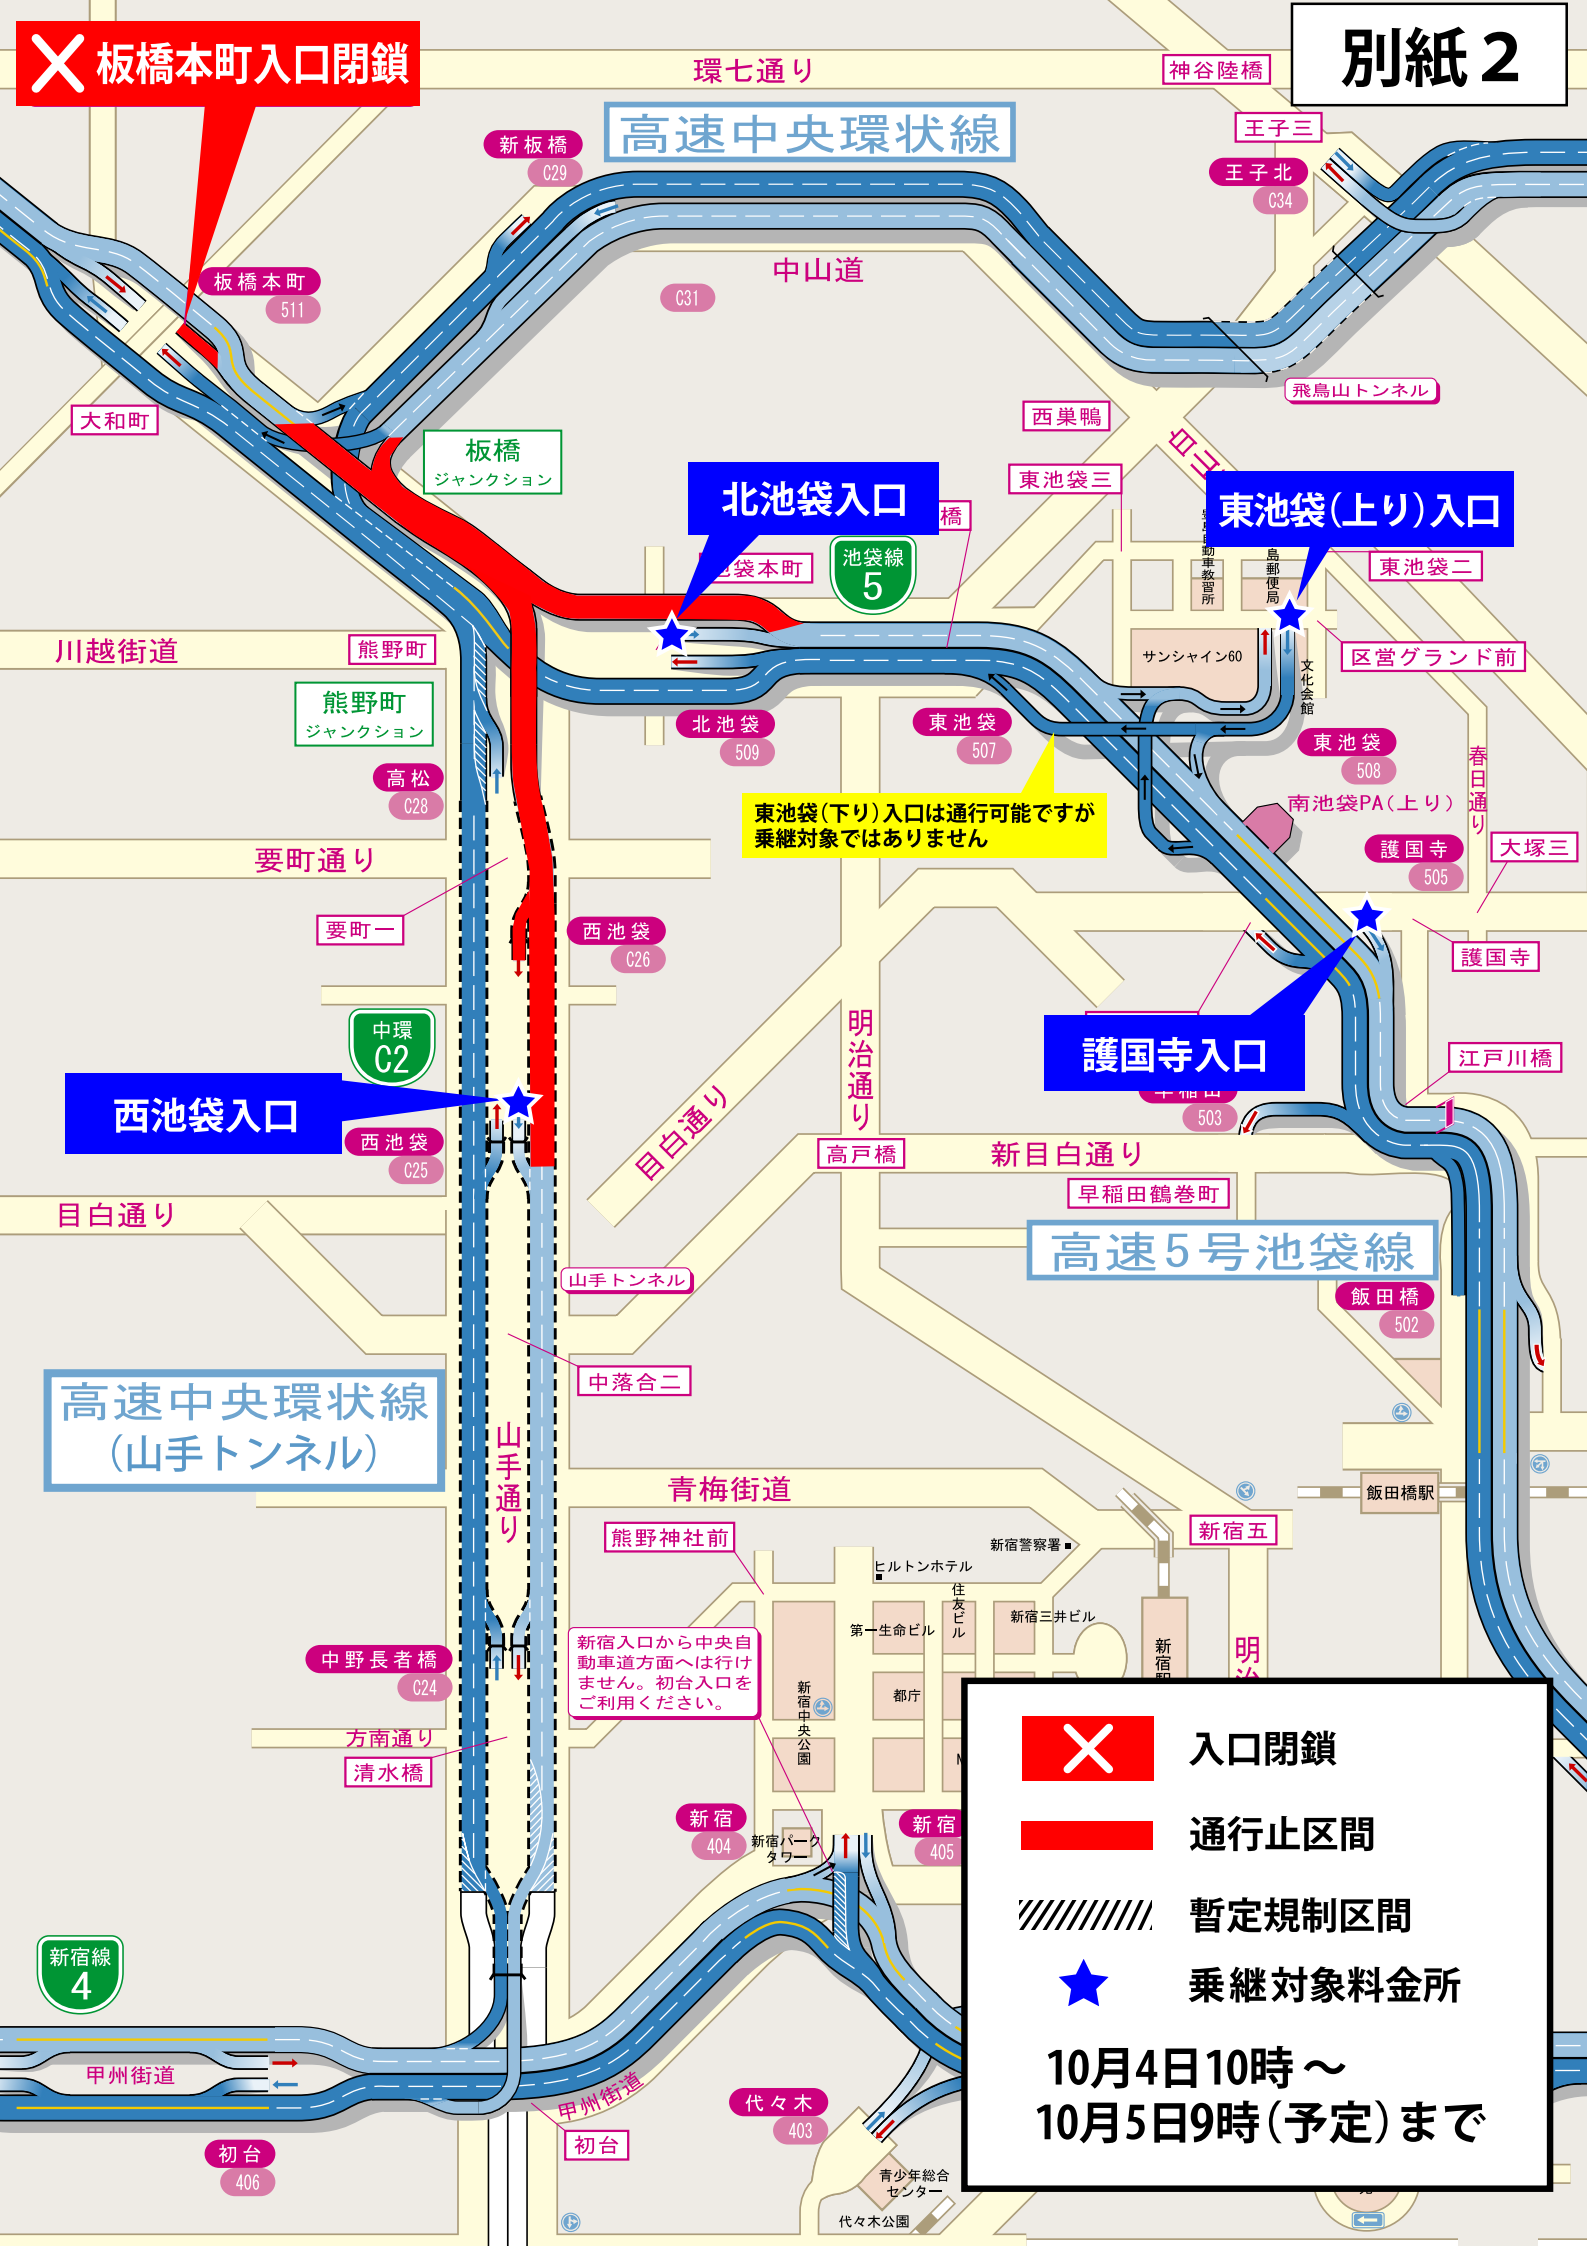 板橋本町入口閉鎖
別紙2
環七通り
神谷陸橋
高速中央環状線
王子三
新板橋
C29
王子北
C34
中山道
C31
板橋本町
511
飛鳥山トンネル
大和町
西巣鴨
板橋
ジャンクション
東池袋三
北池袋入口
東池袋(上り)入口
橋
池袋線
5
袋本町
島郵便局
動車教習所
東池袋二
川越街道
熊野町
サンシャイン60
区営グランド前
文化会館
熊野町
ジャンクション
北池袋
509
東池袋
507
東池袋
508
高松
C28
春日通り
南池袋PA(上り)
東池袋(下り)入口は通行可能ですが
乗継対象ではありません
護国寺
505
大塚三
要町通り
要町一
西池袋
C26
護国寺
中環
C2
明治通り
護国寺入口
江戸川橋
西池袋入口
503
西池袋
C25
目白通り
高戸橋
新目白通り
早稲田鶴巻町
目白通り
高速5号池袋線
山手トンネル
飯田橋
502
中落合二
高速中央環状線
(山手トンネル)
山手通り
青梅街道
飯田橋駅
熊野神社前
新宿警察署
新宿五
ヒルトンホテル
住友ビル
第一生命ビル
新宿三井ビル
新宿入口から中央自
動車道方面へは行け
ません。初台入口を
ご利用ください。
中野長者橋
C24
新宿中央公園
都庁
新宿
明
方南通り
清水橋
入口閉鎖
新宿
404
新宿
405
新宿パーク
タワー
通行止区間
暫定規制区間
新宿線
4
乗継対象料金所
甲州街道
甲州街道
10月4日10時~
10月5日9時(予定)まで
代々木
403
初台
初台
406
青少年総合
センター
代々木公園